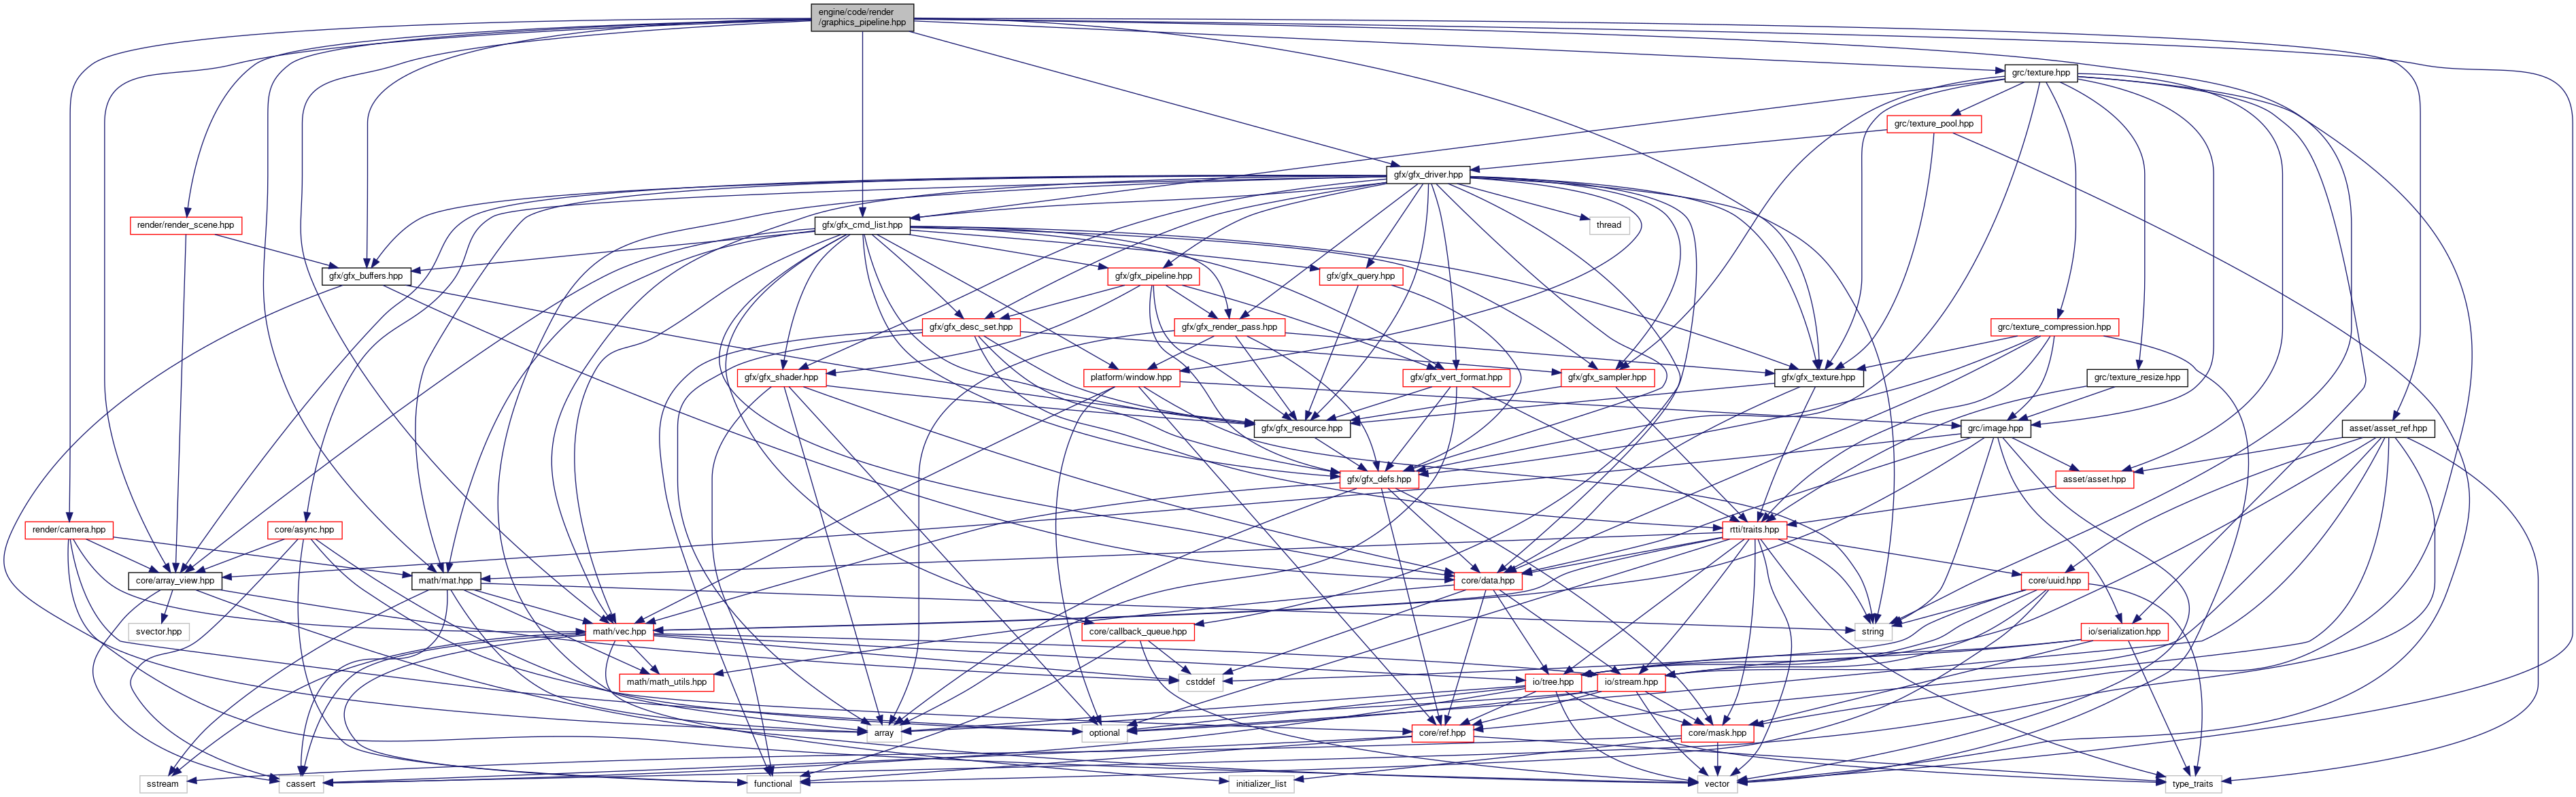 engine/code/render
/graphics_pipeline.hpp
grc/texture.hpp
grc/texture_pool.hpp
gfx/gfx_driver.hpp
render/render_scene.hpp
gfx/gfx_cmd_list.hpp
thread
gfx/gfx_buffers.hpp
gfx/gfx_pipeline.hpp
gfx/gfx_query.hpp
gfx/gfx_desc_set.hpp
gfx/gfx_render_pass.hpp
grc/texture_compression.hpp
gfx/gfx_shader.hpp
platform/window.hpp
gfx/gfx_vert_format.hpp
gfx/gfx_sampler.hpp
gfx/gfx_texture.hpp
grc/texture_resize.hpp
gfx/gfx_resource.hpp
grc/image.hpp
asset/asset_ref.hpp
gfx/gfx_defs.hpp
asset/asset.hpp
render/camera.hpp
core/async.hpp
rtti/traits.hpp
core/array_view.hpp
math/mat.hpp
core/data.hpp
core/uuid.hpp
svector.hpp
math/vec.hpp
core/callback_queue.hpp
string
io/serialization.hpp
math/math_utils.hpp
cstddef
io/tree.hpp
io/stream.hpp
array
optional
core/ref.hpp
core/mask.hpp
sstream
cassert
functional
initializer_list
vector
type_traits